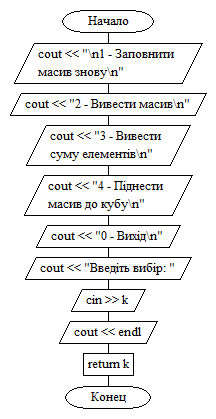 Начало
cout << "\n1 - Заповнити
масив знову\n"
cout << "2 - Вивести масив\n"
cout << "3 - Вивести
суму елементів\n"
cout << "4 - Піднести
масив до кубу\n"
cout << "0 - Вихід\n"
cout << "Введіть вибір: "
cin >> k
cout << endl
return k
Конец